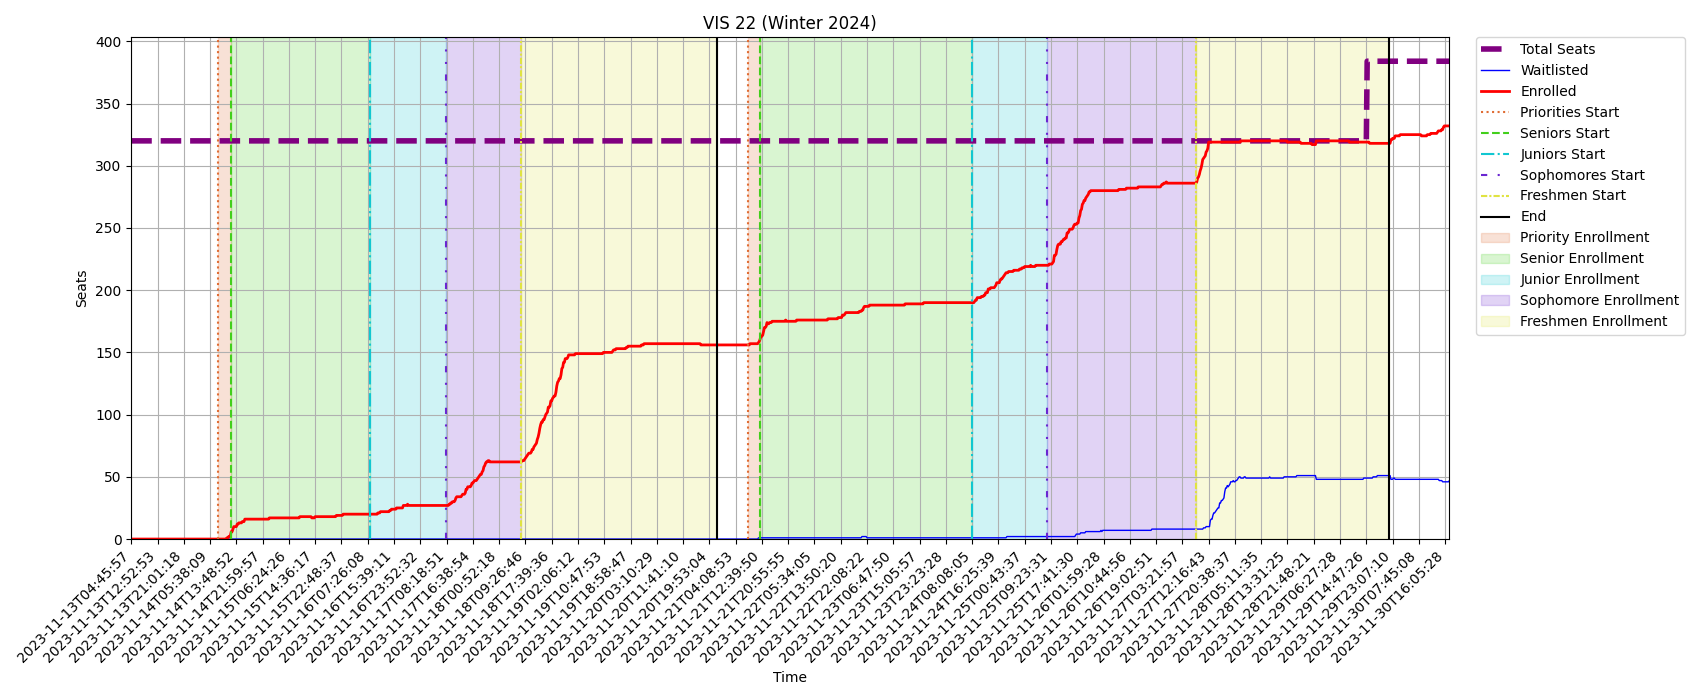 VIS 22 (Winter 2024)
400
350
300
250
200
150
100
50
0
Seats
2023-11-13T04:45:57
2023-11-13T12:52:53
2023-11-13T21:01:18
2023-11-14T05:38:09
2023-11-14T13:48:52
2023-11-14T21:59:57
2023-11-15T06:24:26
2023-11-15T14:36:17
2023-11-15T22:48:37
2023-11-16T07:26:08
2023-11-16T15:39:11
2023-11-16T23:52:32
2023-11-17T08:18:51
2023-11-17T16:38:54
2023-11-18T00:52:18
2023-11-18T09:26:46
2023-11-18T17:39:36
2023-11-19T02:06:12
2023-11-19T10:47:53
2023-11-19T18:58:47
2023-11-20T03:10:29
2023-11-20T11:41:10
2023-11-20T19:53:04
2023-11-21T04:08:53
2023-11-21T12:39:50
2023-11-21T20:55:55
2023-11-22T05:34:05
2023-11-22T13:50:20
2023-11-22T22:08:22
2023-11-23T06:47:50
2023-11-23T15:05:57
2023-11-23T23:23:28
2023-11-24T08:08:05
2023-11-24T16:25:39
2023-11-25T00:43:37
2023-11-25T09:23:31
2023-11-25T17:41:30
2023-11-26T01:59:28
2023-11-26T10:44:56
2023-11-26T19:02:51
2023-11-27T03:21:57
2023-11-27T12:16:43
2023-11-27T20:38:37
2023-11-28T05:11:35
2023-11-28T13:31:25
2023-11-28T21:48:21
2023-11-29T06:27:28
2023-11-29T14:47:26
2023-11-29T23:07:10
2023-11-30T07:45:08
2023-11-30T16:05:28
Time
Total Seats
Waitlisted
Enrolled
Priorities Start
Seniors Start
Juniors Start
Sophomores Start
Freshmen Start
End
Priority Enrollment
Senior Enrollment
Junior Enrollment
Sophomore Enrollment
Freshmen Enrollment